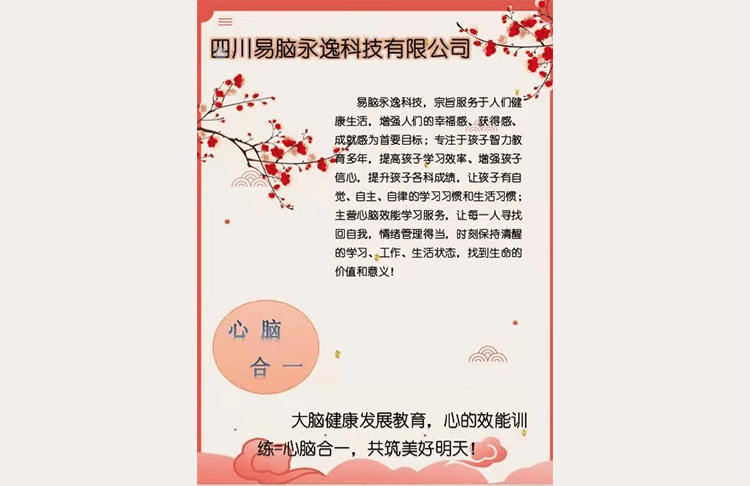 四川易脑永逸科技有限公司
易脑永逸科技，宗旨服务于人们健
康生活，增强人们的幸福感、获得感、
成就感为首要目标；专注于孩子智力教
育多年，提高孩子学习效率、增强孩子
信心，提升孩子各科成绩，让孩子有自
觉、自主、自律的学习习惯和生活习惯；
主营心脑效能学习服务，让每一人寻找
回自我，情绪管理得当，时刻保持清醒
的学习、工作、生活状态，找到生命的
价值和意义！
心脑
合一
大脑健康发展教育，心的效能训
练=心脑合一，共筑美好明天！